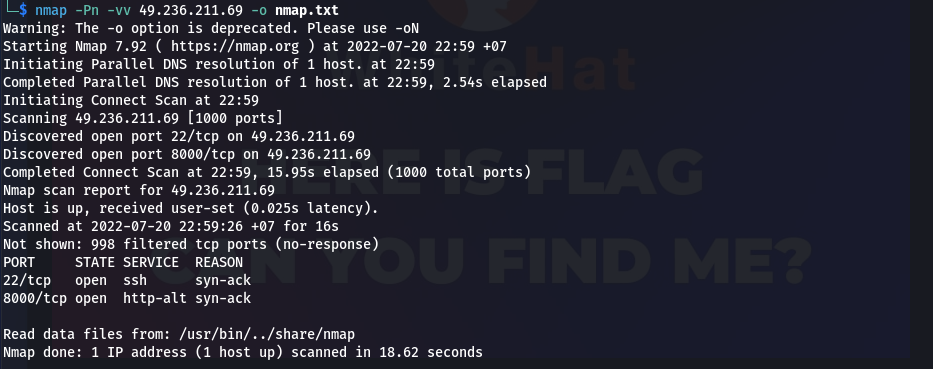 └─$ nmap -Pn -vv 49.236.211.69 -o nmap.txt
Warning: The -o option is deprecated. Please use -oN
Starting Nmap 7.92 ( https://nmap.org ) at 2022-07-20 22:59 +07
Initiating Parallel DNS resolution of 1 host. at 22:59
Completed Parallel DNS resolution of 1 host. at 22:59, 2.54s elapsed
Initiating Connect Scan at 22:59
Scanning 49.236.211.69 [1000 ports]
Discovered open port 22/tcp on 49.236.211.69
Discovered open port 8000/tcp on 49.236.211.69
Completed Connect Scan at 22:59, 15.95s elapsed (1000 total ports)
Nmap scan report for 49.236.211.69
Host is up, received user-set (0.025s latency).
Scanned at 2022-07-20 22:59:26 +07 for 16s
Not shown: 998 filtered tcp ports (no-response)
PORT     STATE SERVICE  REASON
22/tcp   open  ssh      syn-ack
8000/tcp open  http-alt syn-ack
Read data files from: /usr/bin/../share/nmap
Nmap done: 1 IP address (1 host up) scanned in 18.62 seconds
Hat
HERE IS FLAG
CAN YOU FIND ME?